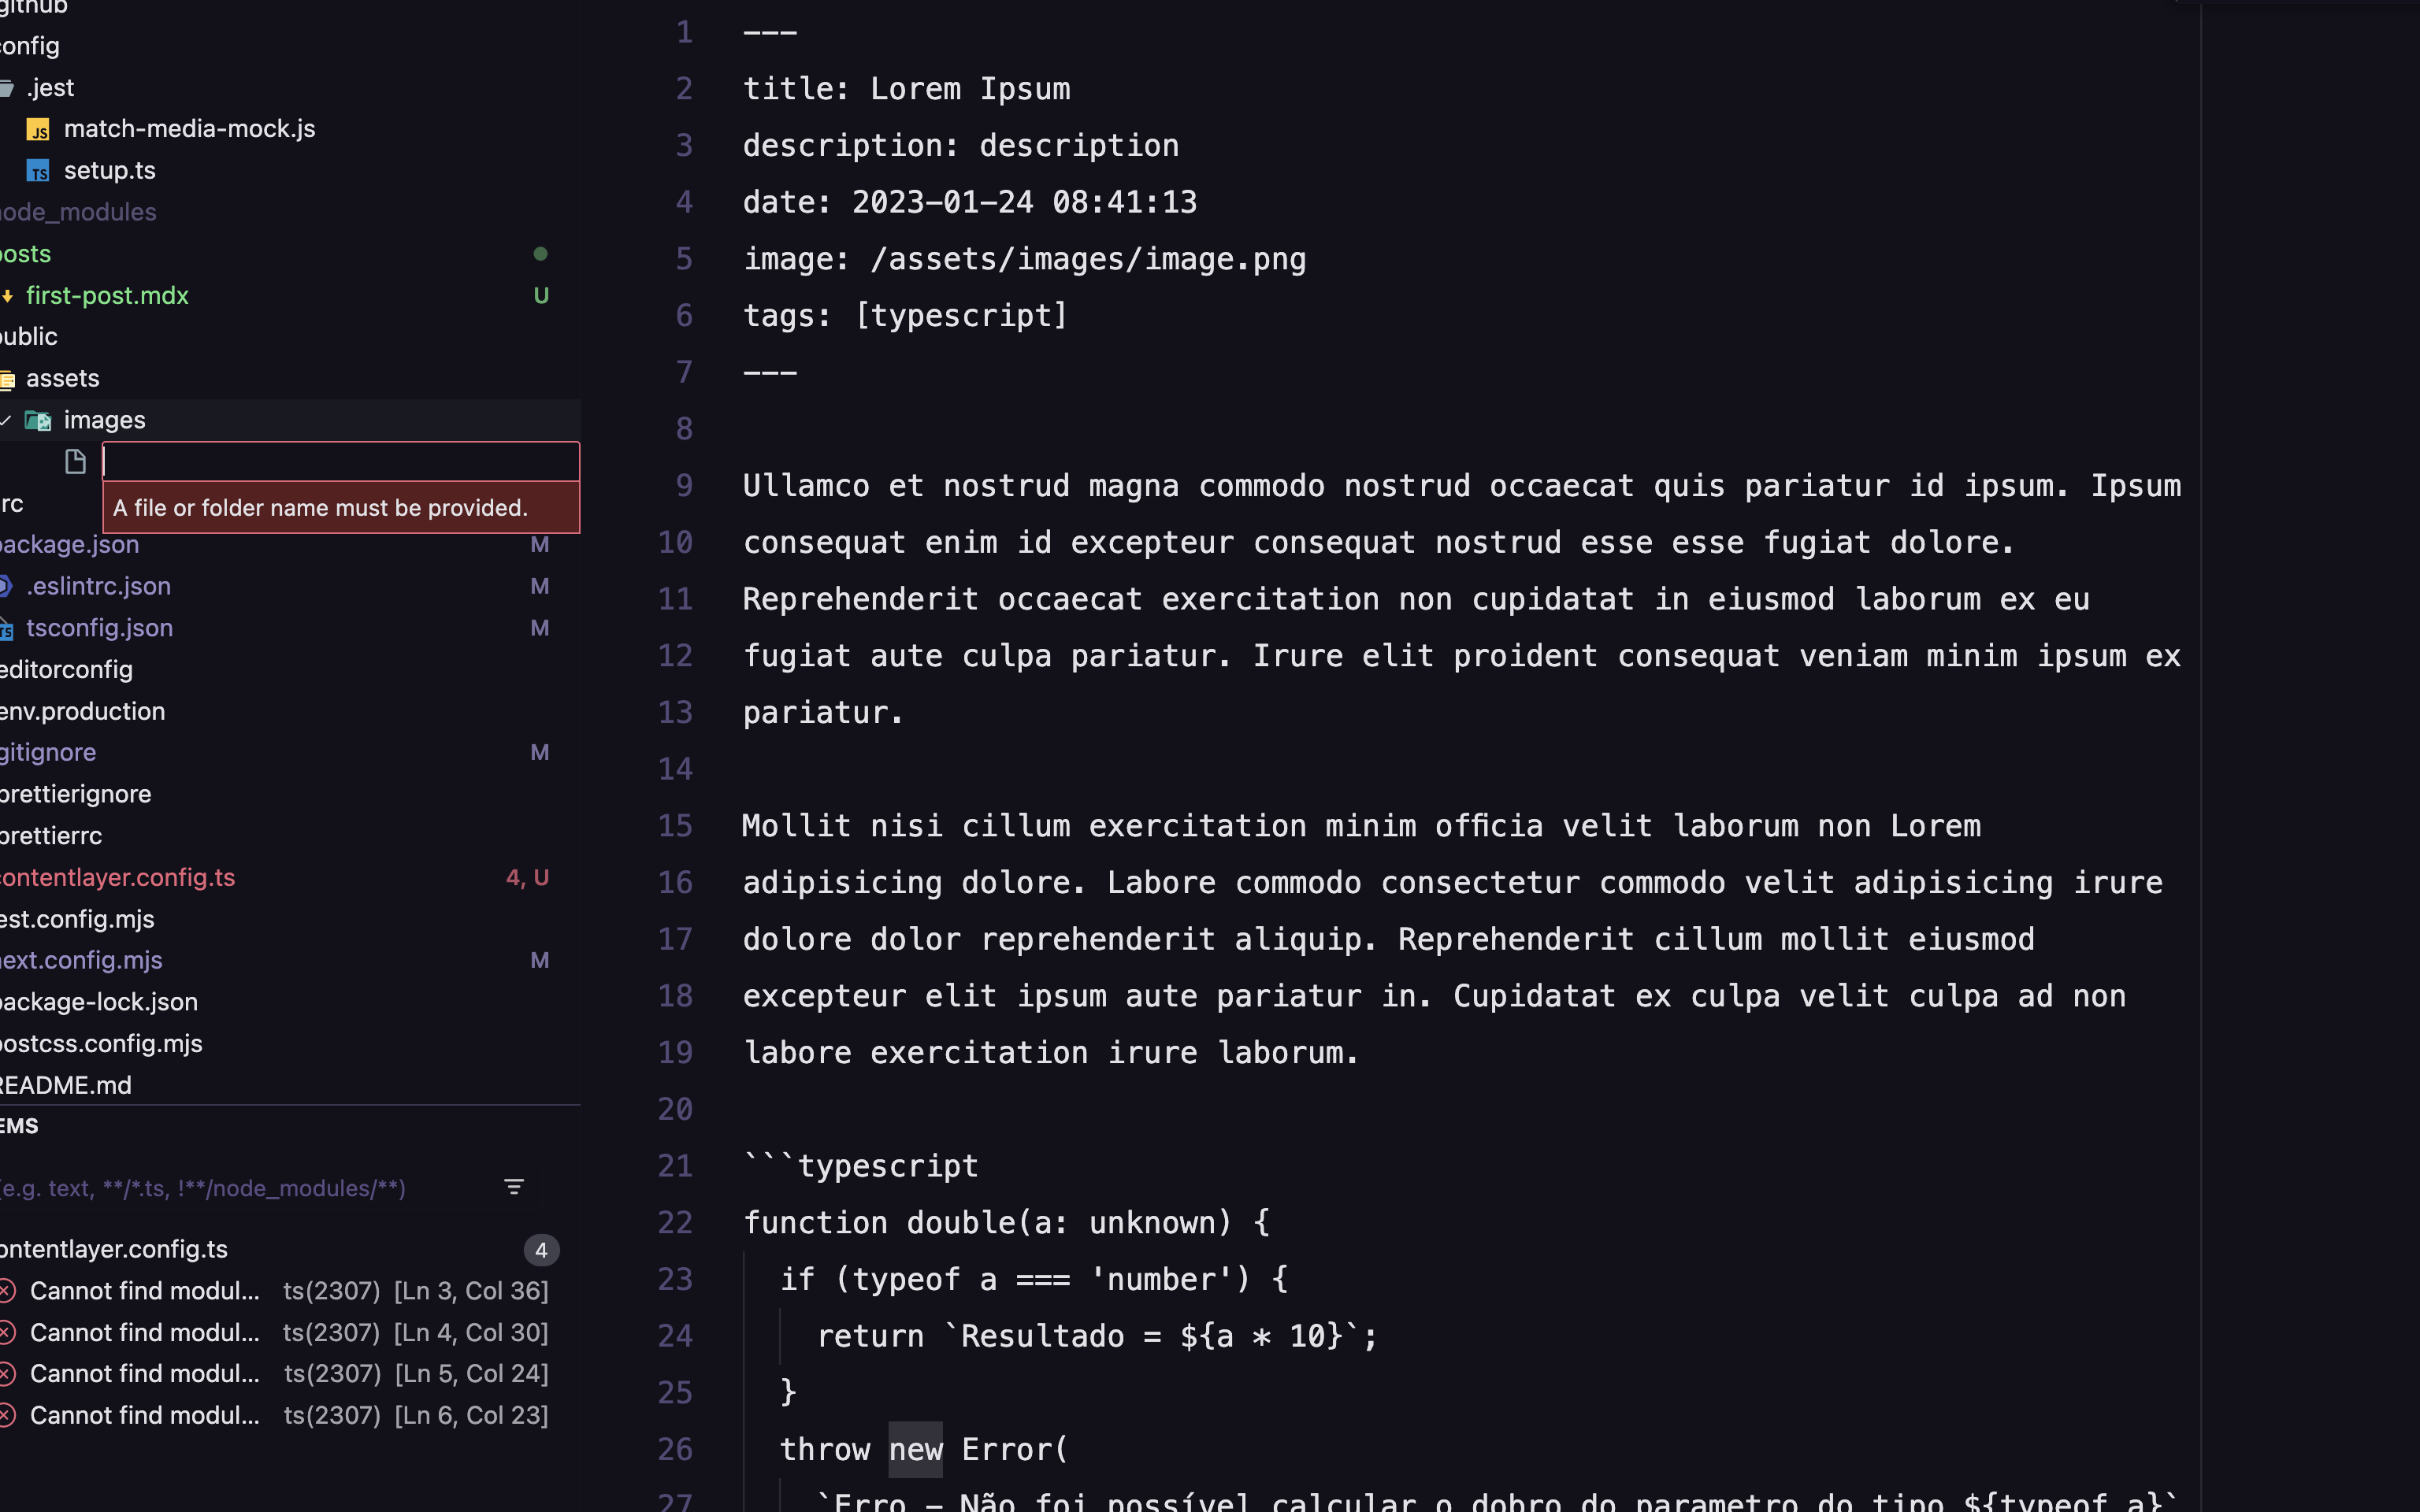 github
config
.jest
match-media-mock.js
setup.ts
node_modules
posts
first-post.mdx U
public
assets
images
A file or folder name must be provided.
rc
package.json M
.eslintrc.json M
tsconfig.json M
editorconfig
env.production
gitignore M
prettierignore
prettierrc
contentlayer.config.ts 4, U
est.config.mjs
next.config.mjs M
package-lock.json
postcss.config.mjs
README.md
EMS
(e.g. text, **/*.ts, !**/node_modules/**)
ontentlayer.config.ts 4
Cannot find modul... ts(2307) [Ln 3, Col 36]
Cannot find modul... ts(2307) [Ln 4, Col 30]
Cannot find modul... ts(2307) [Ln 5, Col 24]
Cannot find modul... ts(2307) [Ln 6, Col 23]
1 ---
2 title: Lorem Ipsum
3 description: description
4 date: 2023-01-24 08:41:13
5 image: /assets/images/image.png
6 tags: [typescript]
7 ---
8
9 Ullamco et nostrud magna commodo nostrud occaecat quis pariatur id ipsum. Ipsum
10 consequat enim id excepteur consequat nostrud esse esse fugiat dolore.
11 Reprehenderit occaecat exercitation non cupidatat in eiusmod laborum ex eu
12 fugiat aute culpa pariatur. Irure elit proident consequat veniam minim ipsum ex
13 pariatur.
14
15 Mollit nisi cillum exercitation minim officia velit laborum non Lorem
16 adipisicing dolore. Labore commodo consectetur commodo velit adipisicing irure
17 dolore dolor reprehenderit aliquip. Reprehenderit cillum mollit eiusmod
18 excepteur elit ipsum aute pariatur in. Cupidatat ex culpa velit culpa ad non
19 labore exercitation irure laborum.
20
21 ```typescript
22 function double(a: unknown) {
23 if (typeof a === 'number') {
24 return `Resultado = ${a * 10}`;
25 }
26 throw new Error(
27 `Erro - Não foi possível calcular o dobro do parametro do tipo ${typeof a}`